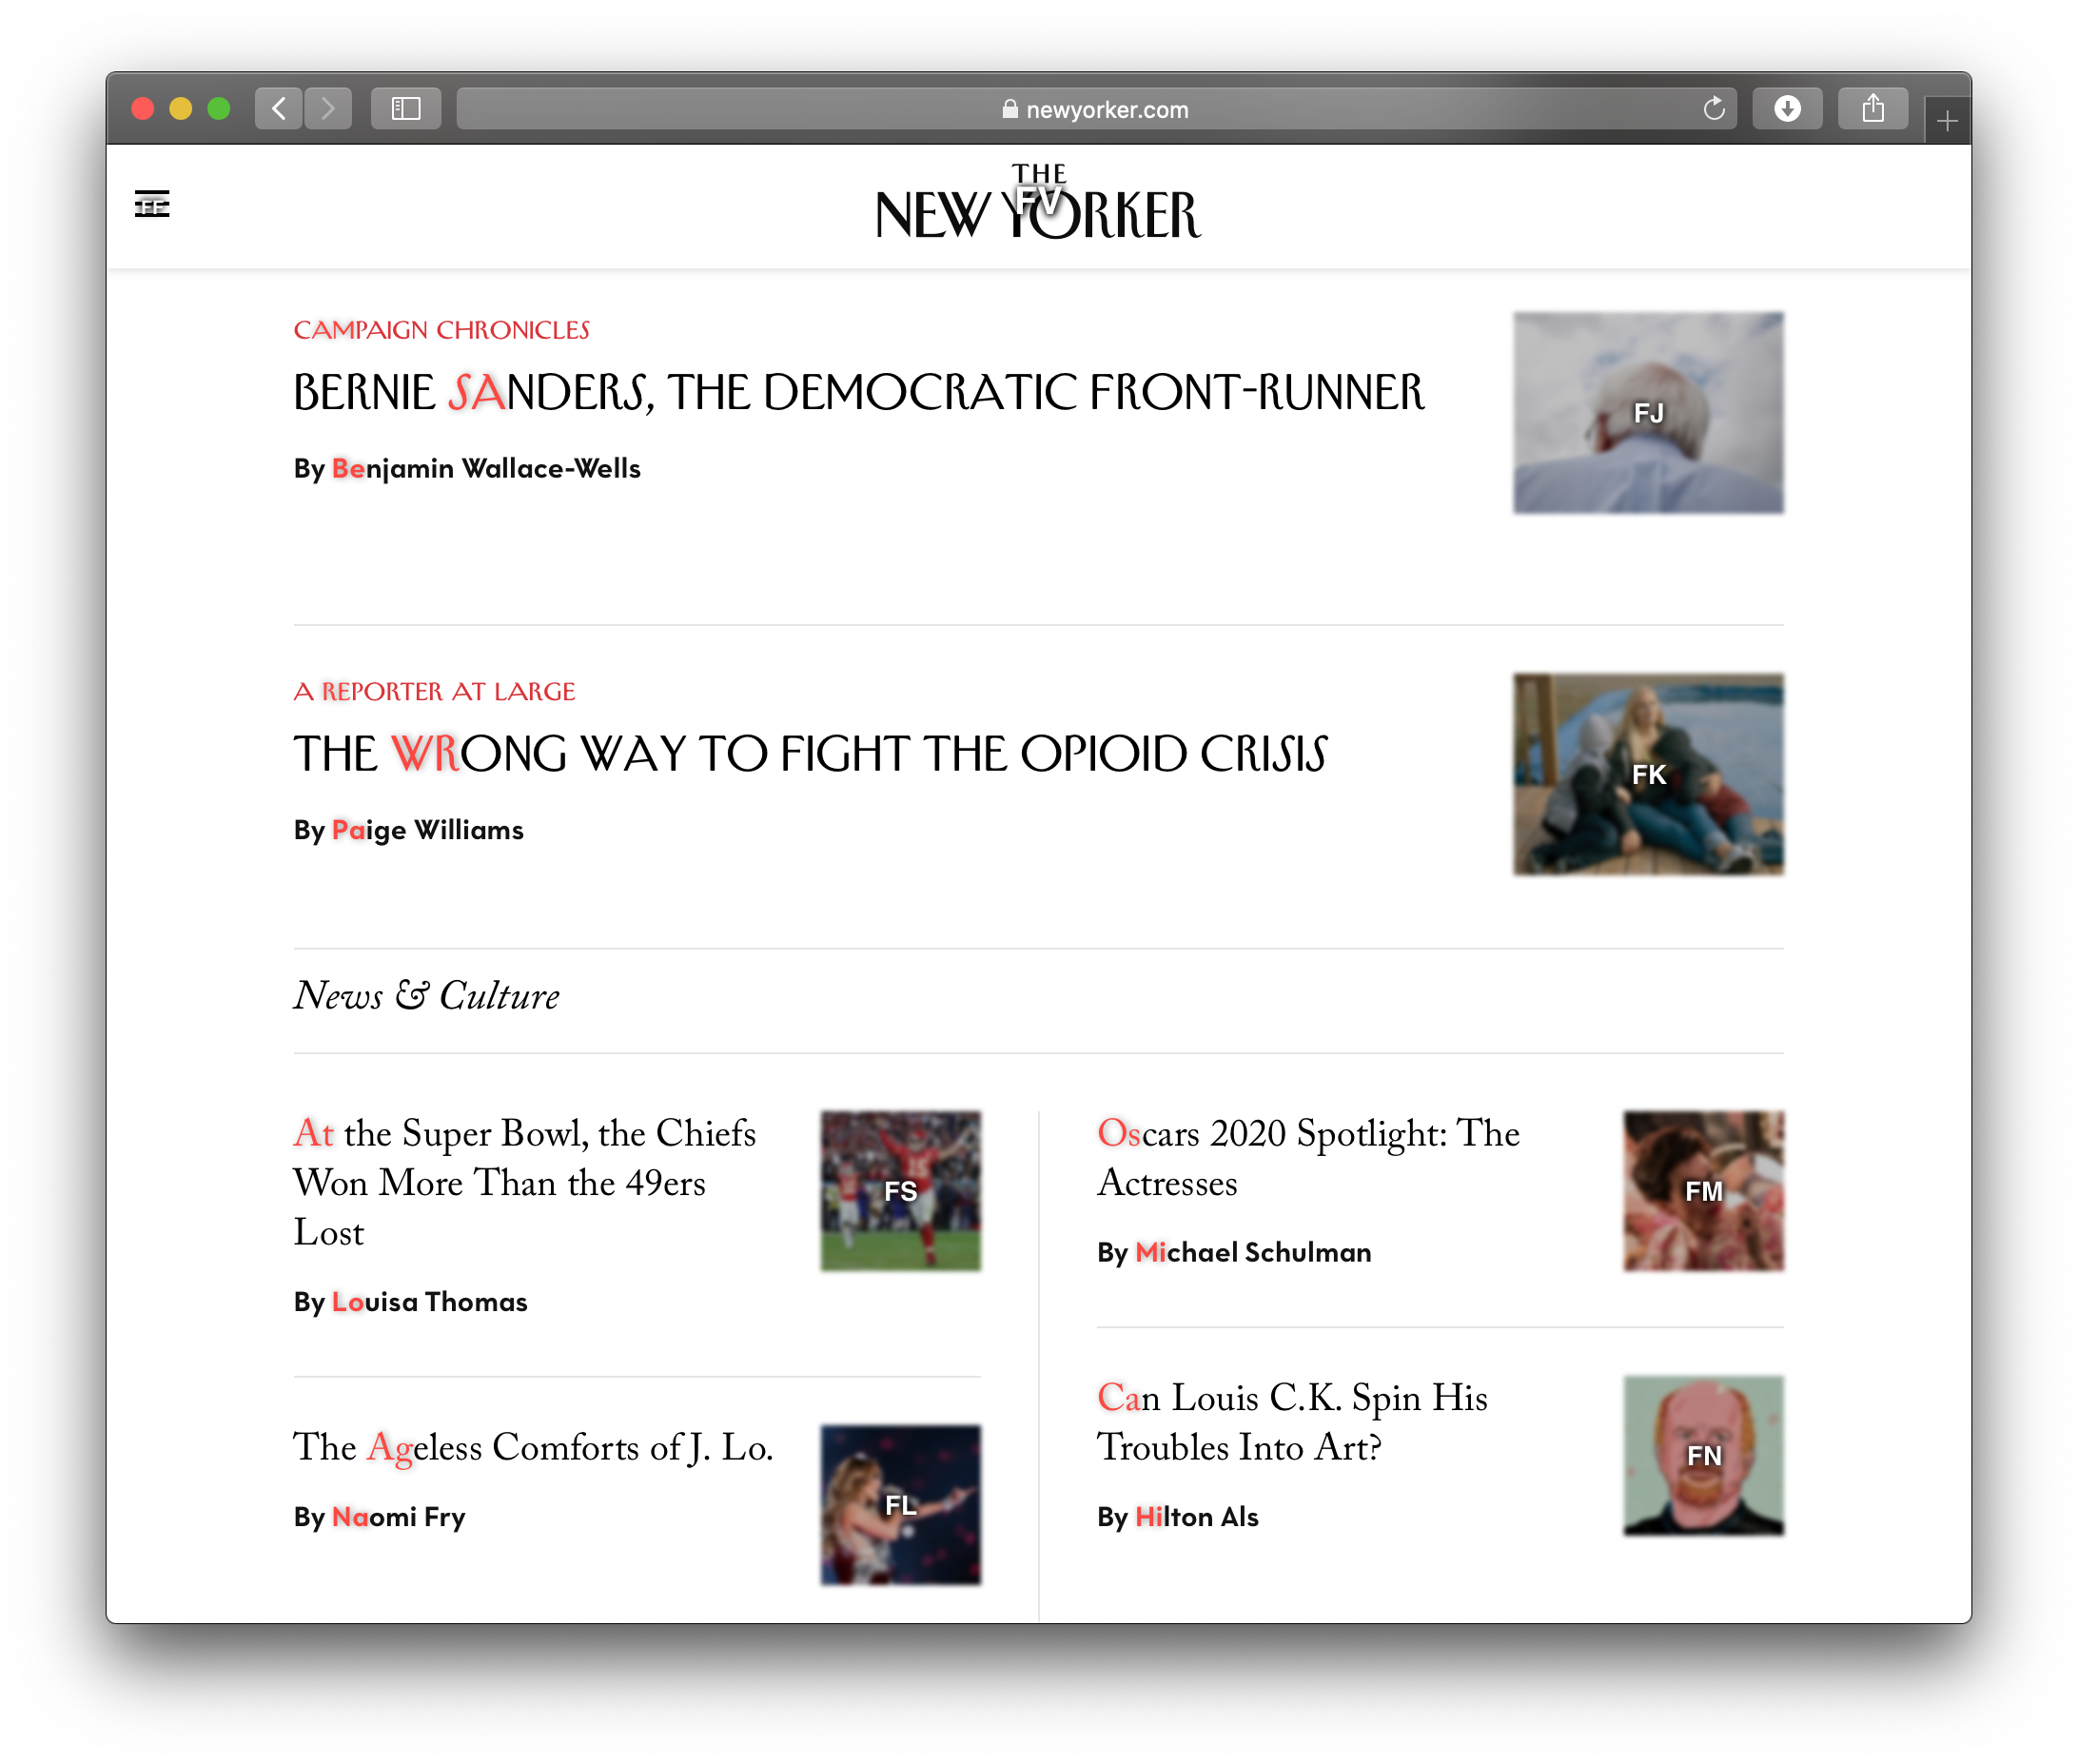 newyorker.com
FF
THE
FV
NEW YORKER
CAMPAIGN CHRONICLES
BERNIE SANDERS, THE DEMOCRATIC FRONT-RUNNER
By Benjamin Wallace-Wells
FJ
A REPORTER AT LARGE
THE WRONG WAY TO FIGHT THE OPIOID CRISIS
By Paige Williams
FK
News & Culture
At the Super Bowl, the Chiefs
Won More Than the 49ers
Lost
By Louisa Thomas
FS
The Ageless Comforts of J. Lo.
By Naomi Fry
FL
Oscars 2020 Spotlight: The
Actresses
By Michael Schulman
FM
Can Louis C.K. Spin His
Troubles Into Art?
By Hilton Als
FN